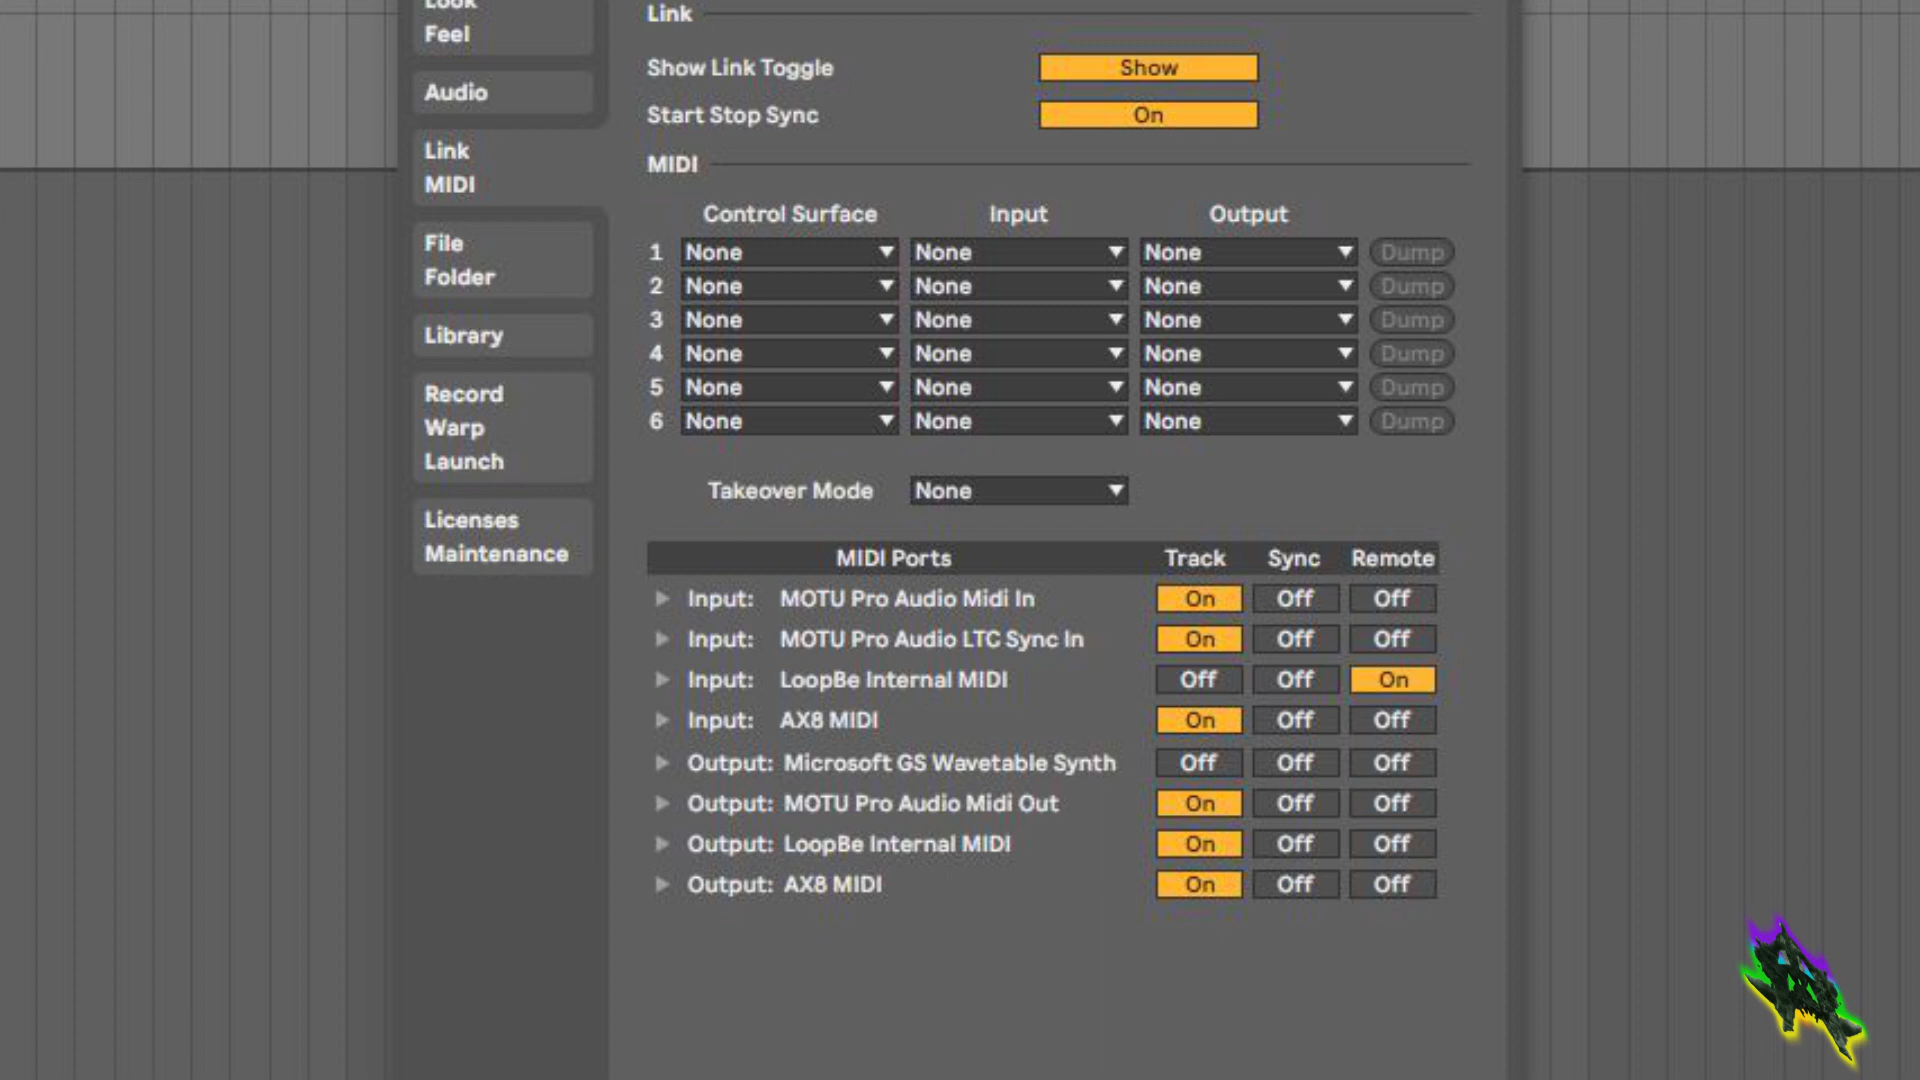 Look
Feel
Audio
Link
MIDI
File
Folder
Library
Record
Warp
Launch
Licenses
Maintenance
Link
Show Link Toggle Show
Start Stop Sync On
MIDI
Control Surface Input Output
1 None None None Dump
2 None None None Dump
3 None None None Dump
4 None None None Dump
5 None None None Dump
6 None None None Dump
Takeover Mode None
MIDI Ports Track Sync Remote
Input: MOTU Pro Audio Midi In On Off Off
Input: MOTU Pro Audio LTC Sync In On Off Off
Input: LoopBe Internal MIDI Off Off On
Input: AX8 MIDI On Off Off
Output: Microsoft GS Wavetable Synth Off Off Off
Output: MOTU Pro Audio Midi Out On Off Off
Output: LoopBe Internal MIDI On Off Off
Output: AX8 MIDI On Off Off